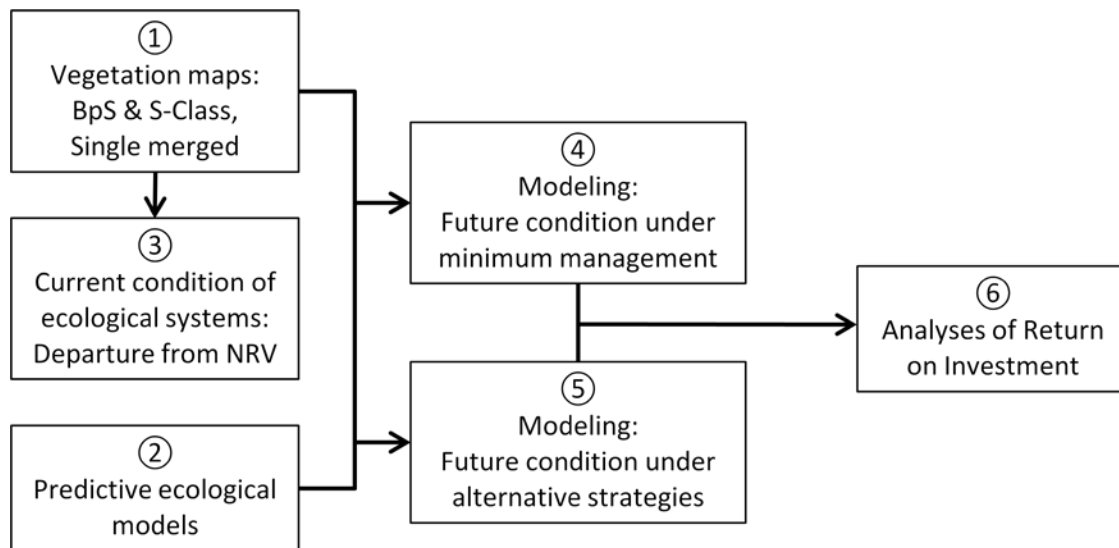 ①
Vegetation maps:
BpS & S-Class,
Single merged
③
Current condition of
ecological systems:
Departure from NRV
②
Predictive ecological
models
④
Modeling:
Future condition under
minimum management
⑤
Modeling:
Future condition under
alternative strategies
⑥
Analyses of Return
on Investment